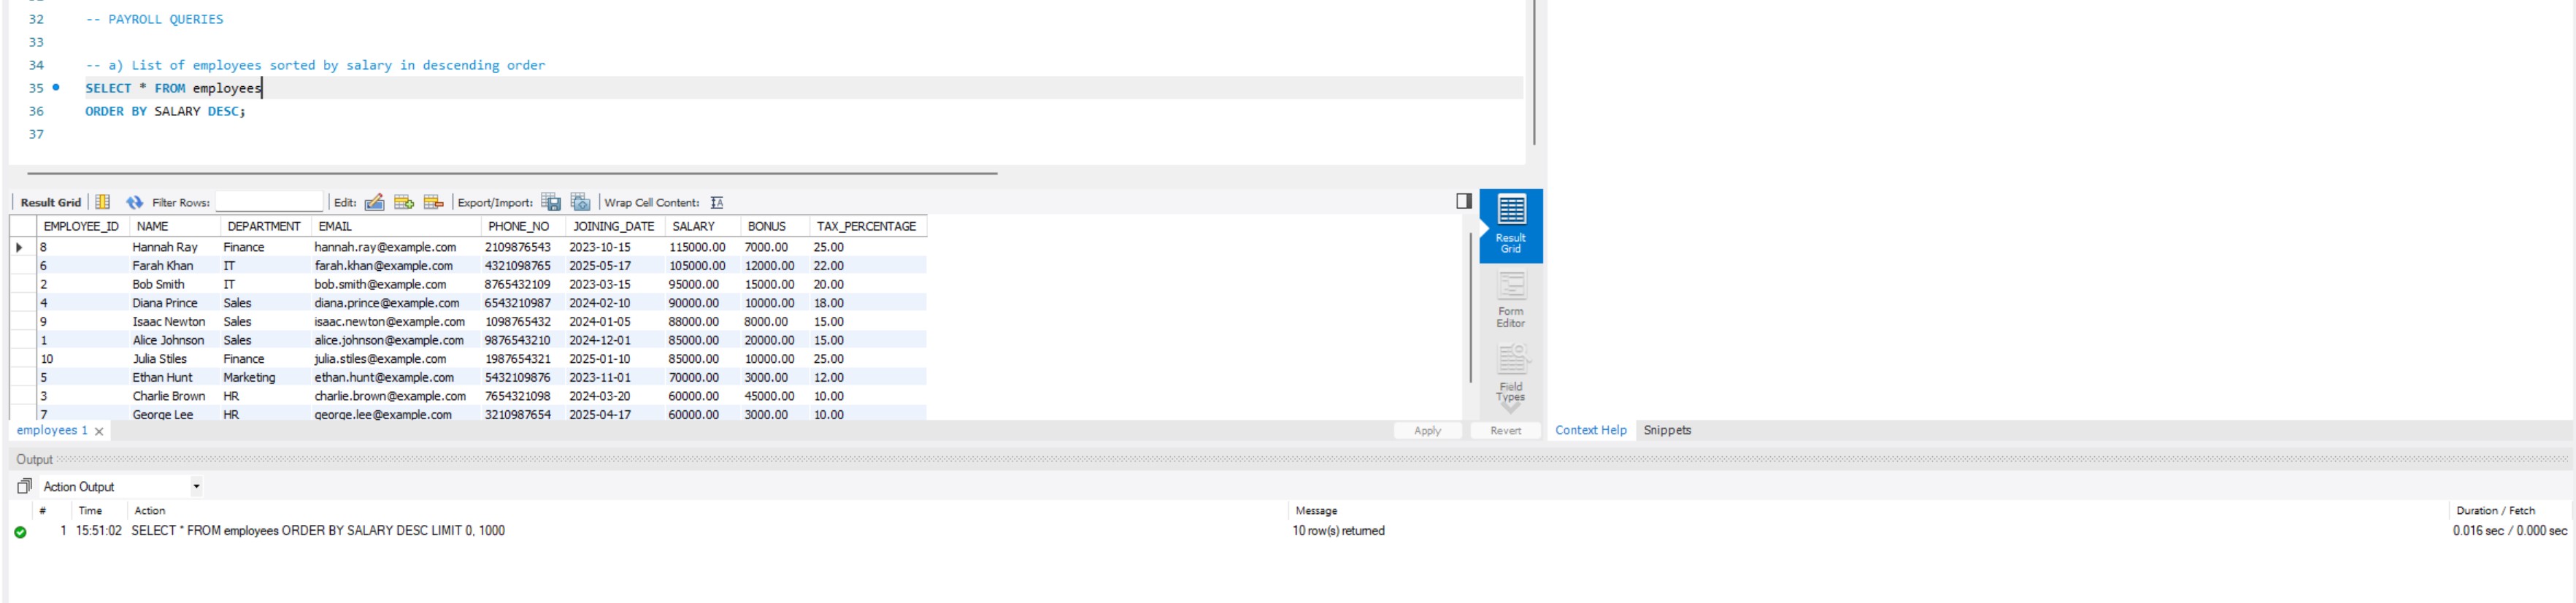 32 -- PAYROLL QUERIES
33
34 -- a) List of employees sorted by salary in descending order
35 SELECT * FROM employees
36 ORDER BY SALARY DESC;
37
Result Grid Filter Rows: Edit: Export/Import: Wrap Cell Content:
EMPLOYEE_ID NAME DEPARTMENT EMAIL PHONE_NO JOINING_DATE SALARY BONUS TAX_PERCENTAGE
8 Hannah Ray Finance hannah.ray@example.com 2109876543 2023-10-15 115000.00 7000.00 25.00
6 Farah Khan IT farah.khan@example.com 4321098765 2025-05-17 105000.00 12000.00 22.00
2 Bob Smith IT bob.smith@example.com 8765432109 2023-03-15 95000.00 15000.00 20.00
4 Diana Prince Sales diana.prince@example.com 6543210987 2024-02-10 90000.00 10000.00 18.00
9 Isaac Newton Sales isaac.newton@example.com 1098765432 2024-01-05 88000.00 8000.00 15.00
1 Alice Johnson Sales alice.johnson@example.com 9876543210 2024-12-01 85000.00 20000.00 15.00
10 Julia Stiles Finance julia.stiles@example.com 1987654321 2025-01-10 85000.00 10000.00 25.00
5 Ethan Hunt Marketing ethan.hunt@example.com 5432109876 2023-11-01 70000.00 3000.00 12.00
3 Charlie Brown HR charlie.brown@example.com 7654321098 2024-03-20 60000.00 45000.00 10.00
7 George Lee HR george.lee@example.com 3210987654 2025-04-17 60000.00 3000.00 10.00
Result
Grid
Form
Editor
Field
Types
employees 1 Apply Revert Context Help Snippets
Output
Action Output
# Time Action Message Duration / Fetch
1 15:51:02 SELECT * FROM employees ORDER BY SALARY DESC LIMIT 0, 1000 10 row(s) returned 0.016 sec / 0.000 sec